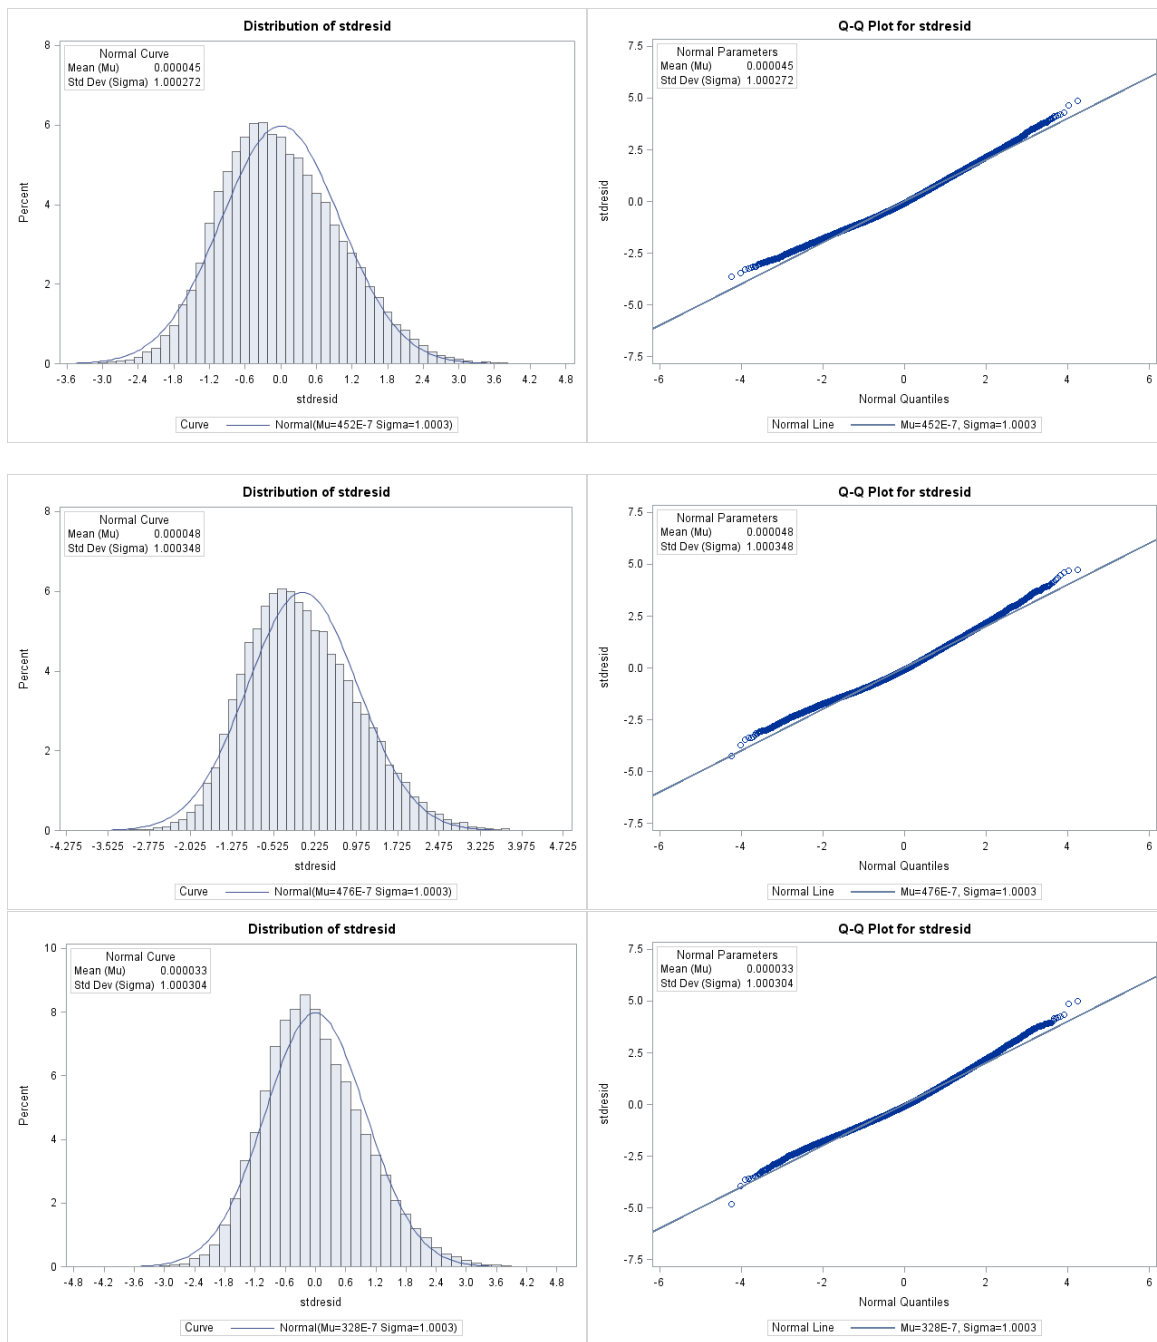 Distribution of stdresid
Normal Curve
Mean (Mu) 0.000045
Std Dev (Sigma) 1.000272
8
6
4
2
0
Percent
-3.6 -3.0 -2.4 -1.8 -1.2 -0.6 0.0 0.6 1.2 1.8 2.4 3.0 3.6 4.2 4.8
stdresid
Curve Normal(Mu=452E-7 Sigma=1.0003)
Q-Q Plot for stdresid
Normal Parameters
Mean (Mu) 0.000045
Std Dev (Sigma) 1.000272
7.5
5.0
2.5
0.0
-2.5
-5.0
-7.5
stdresid
-6 -4 -2 0 2 4 6
Normal Quantiles
Normal Line Mu=452E-7, Sigma=1.0003
Distribution of stdresid
Normal Curve
Mean (Mu) 0.000048
Std Dev (Sigma) 1.000348
8
6
4
2
0
Percent
-4.275 -3.525 -2.775 -2.025 -1.275 -0.525 0.225 0.975 1.725 2.475 3.225 3.975 4.725
stdresid
Curve Normal(Mu=476E-7 Sigma=1.0003)
Q-Q Plot for stdresid
Normal Parameters
Mean (Mu) 0.000048
Std Dev (Sigma) 1.000348
7.5
5.0
2.5
0.0
-2.5
-5.0
-7.5
stdresid
-6 -4 -2 0 2 4 6
Normal Quantiles
Normal Line Mu=476E-7, Sigma=1.0003
Distribution of stdresid
Normal Curve
Mean (Mu) 0.000033
Std Dev (Sigma) 1.000304
10
8
6
4
2
0
Percent
-4.8 -4.2 -3.6 -3.0 -2.4 -1.8 -1.2 -0.6 0.0 0.6 1.2 1.8 2.4 3.0 3.6 4.2 4.8
stdresid
Curve Normal(Mu=328E-7 Sigma=1.0003)
Q-Q Plot for stdresid
Normal Parameters
Mean (Mu) 0.000033
Std Dev (Sigma) 1.000304
7.5
5.0
2.5
0.0
-2.5
-5.0
-7.5
stdresid
-6 -4 -2 0 2 4 6
Normal Quantiles
Normal Line Mu=328E-7, Sigma=1.0003